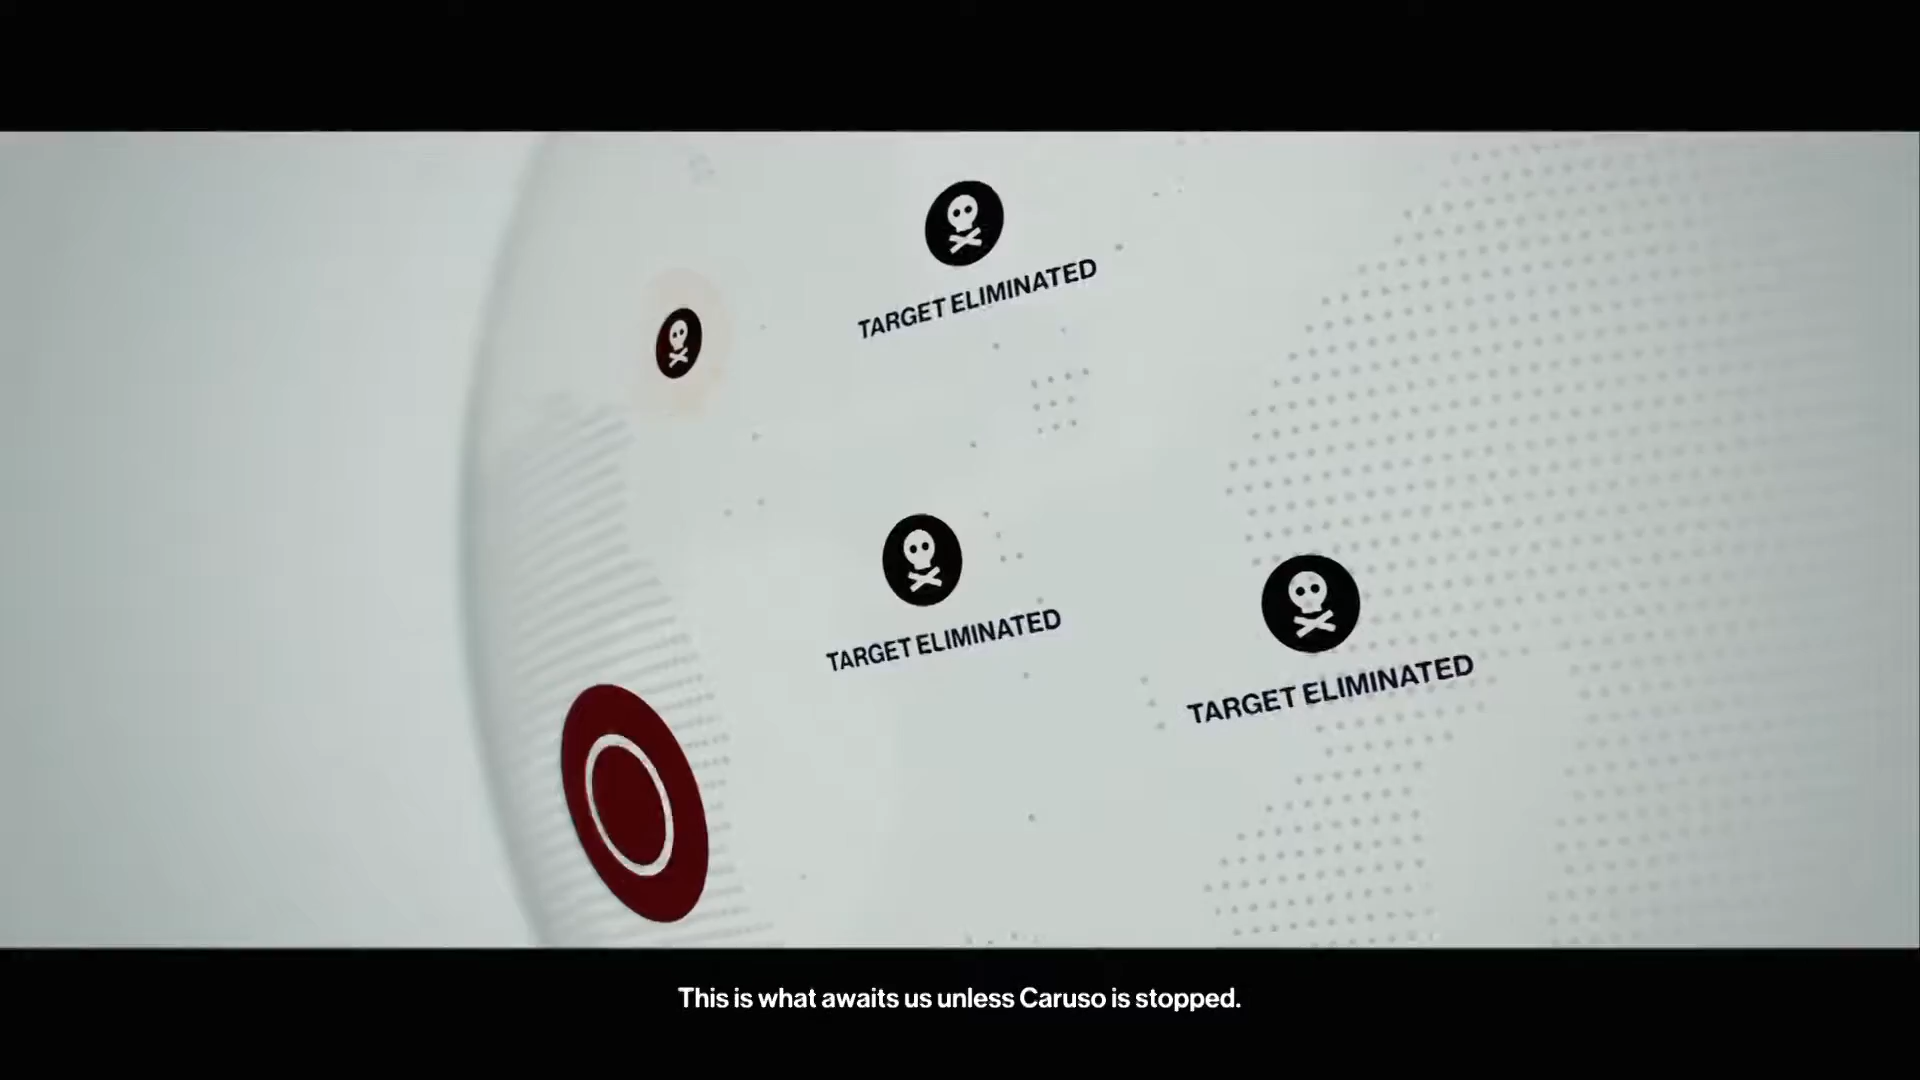 TARGET ELIMINATED
TARGET ELIMINATED
TARGET ELIMINATED
This is what awaits us unless Caruso is stopped.